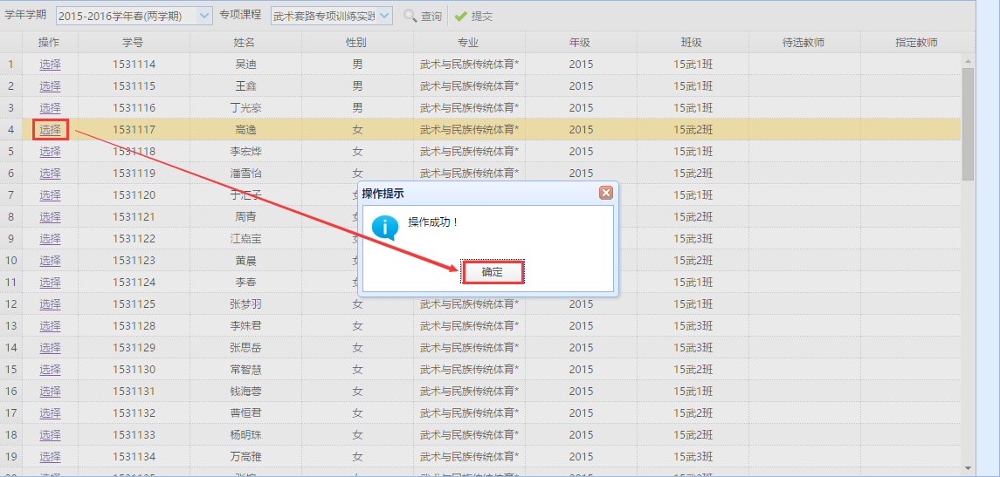 学年学期 2015-2016学年春(两学期) 专项课程 武术套路专项训练实践 查询 提交
操作 学号 姓名 性别 专业 年级 班级 待选教师 指定教师
1 选择 1531114 吴迪 男 武术与民族传统体育* 2015 15武1班
2 选择 1531115 王鑫 男 武术与民族传统体育* 2015 15武1班
3 选择 1531116 丁光豪 男 武术与民族传统体育* 2015 15武1班
4 选择 1531117 高逸 女 武术与民族传统体育* 2015 15武2班
5 选择 1531118 李宏烨 女 武术与民族传统体育* 2015 15武1班
6 选择 1531119 潘雪怡 女 武术与民族传统体育* 2015 15武2班
7 选择 1531120 于汇子 女 15武1班
8 选择 1531121 周青 女 15武2班
9 选择 1531122 江嘉宝 女 15武3班
10 选择 1531123 黄晨 女 15武2班
11 选择 1531124 李春 女 15武1班
操作提示
操作成功！
确定
12 选择 1531125 张梦羽 女 武术与民族传统体育* 2015 15武1班
13 选择 1531128 李姝君 女 武术与民族传统体育* 2015 15武3班
14 选择 1531129 张思岳 女 武术与民族传统体育* 2015 15武3班
15 选择 1531130 常智慧 女 武术与民族传统体育* 2015 15武2班
16 选择 1531131 钱海蓉 女 武术与民族传统体育* 2015 15武3班
17 选择 1531132 曹恒君 女 武术与民族传统体育* 2015 15武2班
18 选择 1531133 杨明珠 女 武术与民族传统体育* 2015 15武2班
19 选择 1531134 万高雅 女 武术与民族传统体育* 2015 15武3班